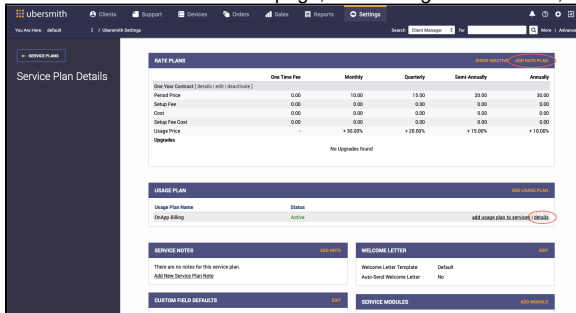 ubersmith Clients Support Devices Orders Sales Reports Settings
You Are Here: default / Ubersmith Settings Search Client Manager for More | Advance
← SERVICE PLANS
Service Plan Details
RATE PLANS SHOW INACTIVE ADD RATE PLAN
One Time Fee Monthly Quarterly Semi-Annually Annually
One Year Contract [ details | edit | deactivate ]
Period Price 0.00 10.00 15.00 20.00 30.00
Setup Fee 0.00 0.00 0.00 0.00 0.00
Cost 0.00 0.00 0.00 0.00 0.00
Setup Fee Cost 0.00 0.00 0.00 0.00 0.00
Usage Price - + 30.00% + 20.00% + 15.00% + 10.00%
Upgrades
No Upgrades found
USAGE PLAN ADD USAGE PLAN
Usage Plan Name Status
OnApp Billing Active add usage plan to services | details
SERVICE NOTES ADD NOTE
There are no notes for this service plan.
Add New Service Plan Note
WELCOME LETTER EDIT
Welcome Letter Template: Default
Auto-Send Welcome Letter: No
CUSTOM FIELD DEFAULTS EDIT
SERVICE MODULES ADD MODULE